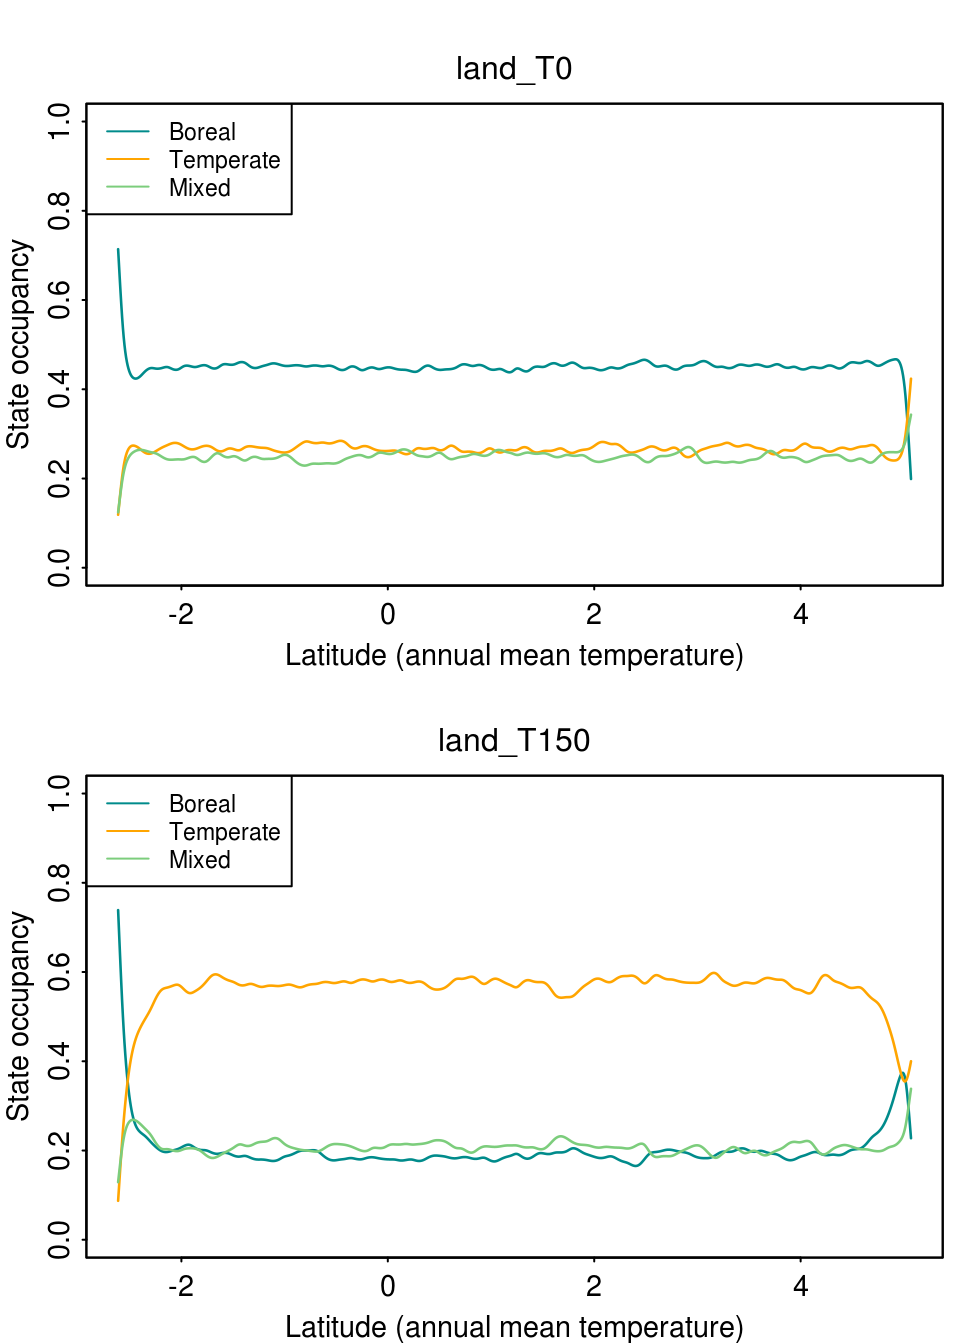 land_T0
Boreal
Temperate
Mixed
State occupancy
0.0 0.2 0.4 0.6 0.8 1.0
-2 0 2 4
Latitude (annual mean temperature)
land_T150
Boreal
Temperate
Mixed
State occupancy
0.0 0.2 0.4 0.6 0.8 1.0
-2 0 2 4
Latitude (annual mean temperature)